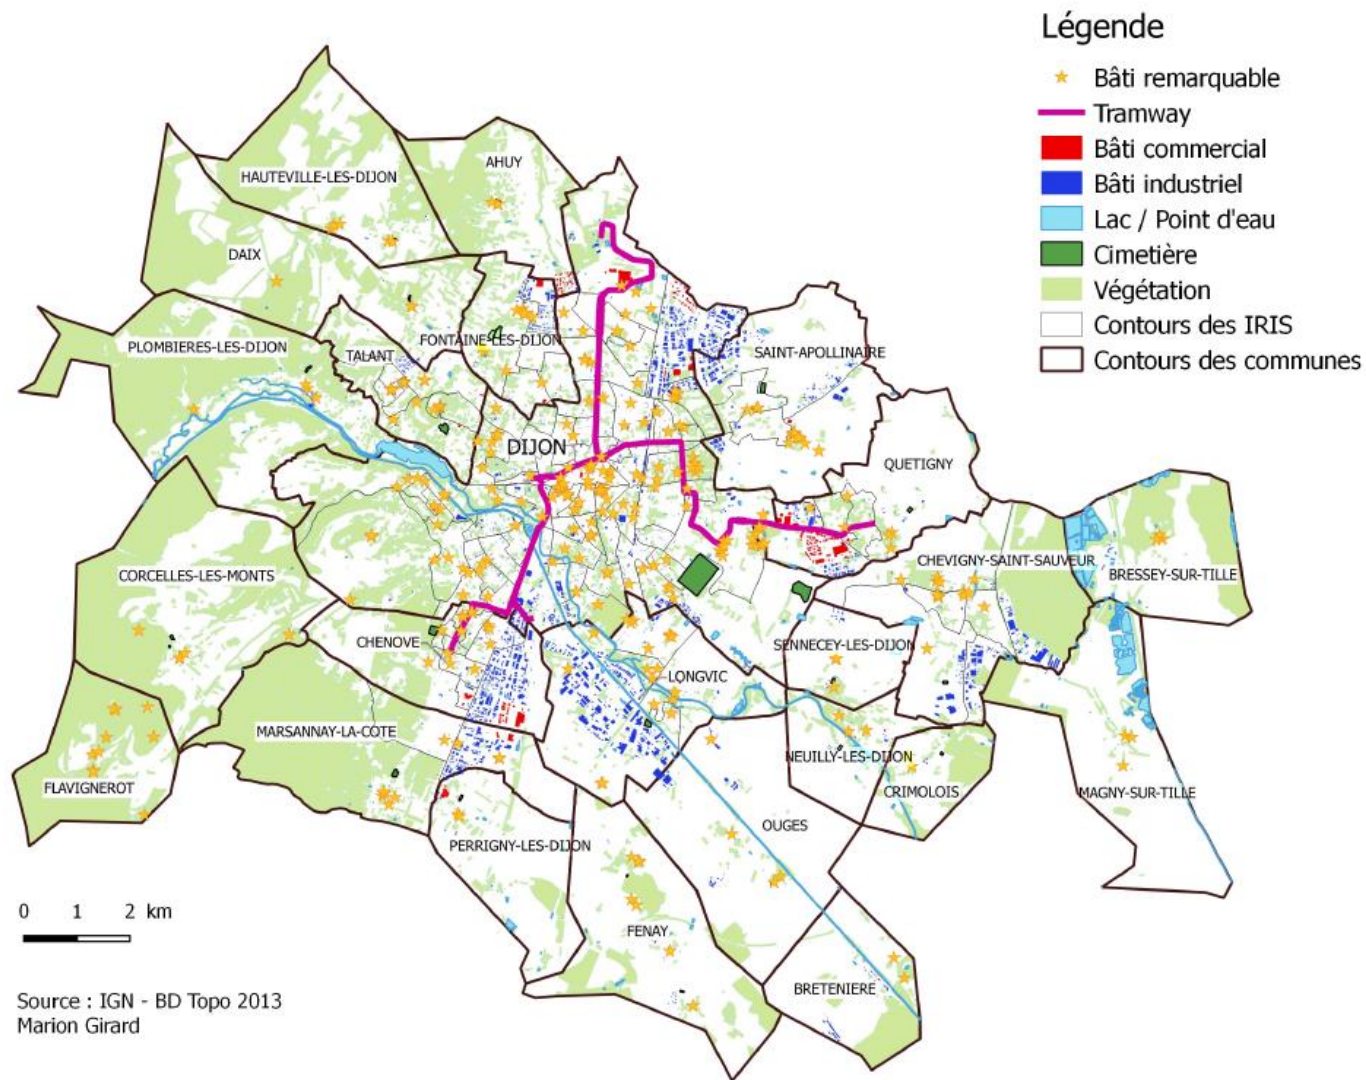 Légende
Bâti remarquable
Tramway
Bâti commercial
Bâti industriel
Lac / Point d'eau
Cimetière
Végétation
Contours des IRIS
Contours des communes
AHUY
HAUTEVILLE-LES-DIJON
DAIX
PLOMBIERES-LES-DIJON
TALANT
FONTAINE-LES-DIJON
SAINT-APOLLINAIRE
DIJON
QUETIGNY
CORCELLES-LES-MONTS
CHEVIGNY-SAINT-SAUVEUR
BRESSEY-SUR-TILLE
CHENOVE
SENNECEY-LES-DIJON
LONGVIC
MARSANNAY-LA-COTE
NEUILLY-LES-DIJON
FLAVIGNEROT
CRIMOLOIS
MAGNY-SUR-TILLE
OUGES
PERRIGNY-LES-DIJON
0 1 2 km
FENAY
BRETENIERE
Source : IGN - BD Topo 2013
Marion Girard